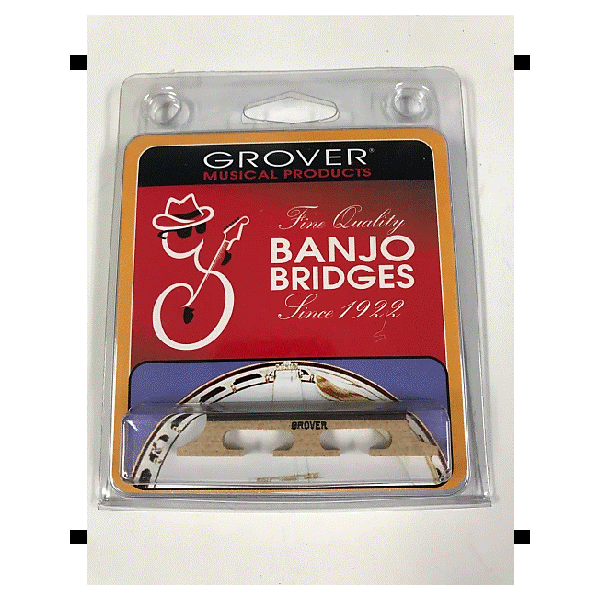 GROVER®
MUSICAL PRODUCTS
Fine Quality
BANJO
BRIDGES
Since 1922
GROVER